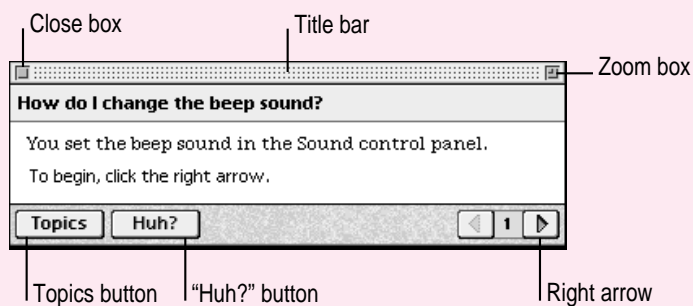 Close box
Title bar
Zoom box
How do I change the beep sound?
You set the beep sound in the Sound control panel.
To begin, click the right arrow.
Topics Huh? 1
Topics button “Huh?” button Right arrow